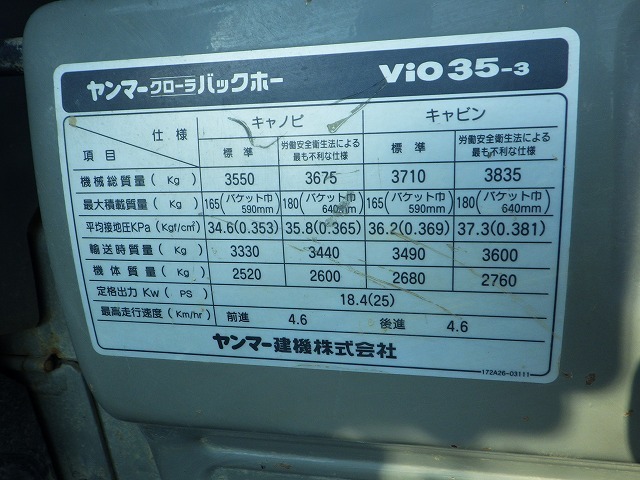 ヤンマークローラバックホー ViO35-3
仕様 キャノピ キャビン
項目 標準 労働安全衛生法による最も不利な仕様 標準 労働安全衛生法による最も不利な仕様
機械総質量(Kg) 3550 3675 3710 3835
最大積載質量(Kg) 165(バケット巾590mm) 180(バケット巾640mm) 165(バケット巾590mm) 180(バケット巾640mm)
平均接地圧KPa(Kgf/c㎡) 34.6(0.353) 35.8(0.365) 36.2(0.369) 37.3(0.381)
輸送時質量(Kg) 3330 3440 3490 3600
機体質量(Kg) 2520 2600 2680 2760
定格出力Kw(PS) 18.4(25)
最高走行速度(Km/hr) 前進 4.6 後進 4.6
ヤンマー建機株式会社
172A26-03111